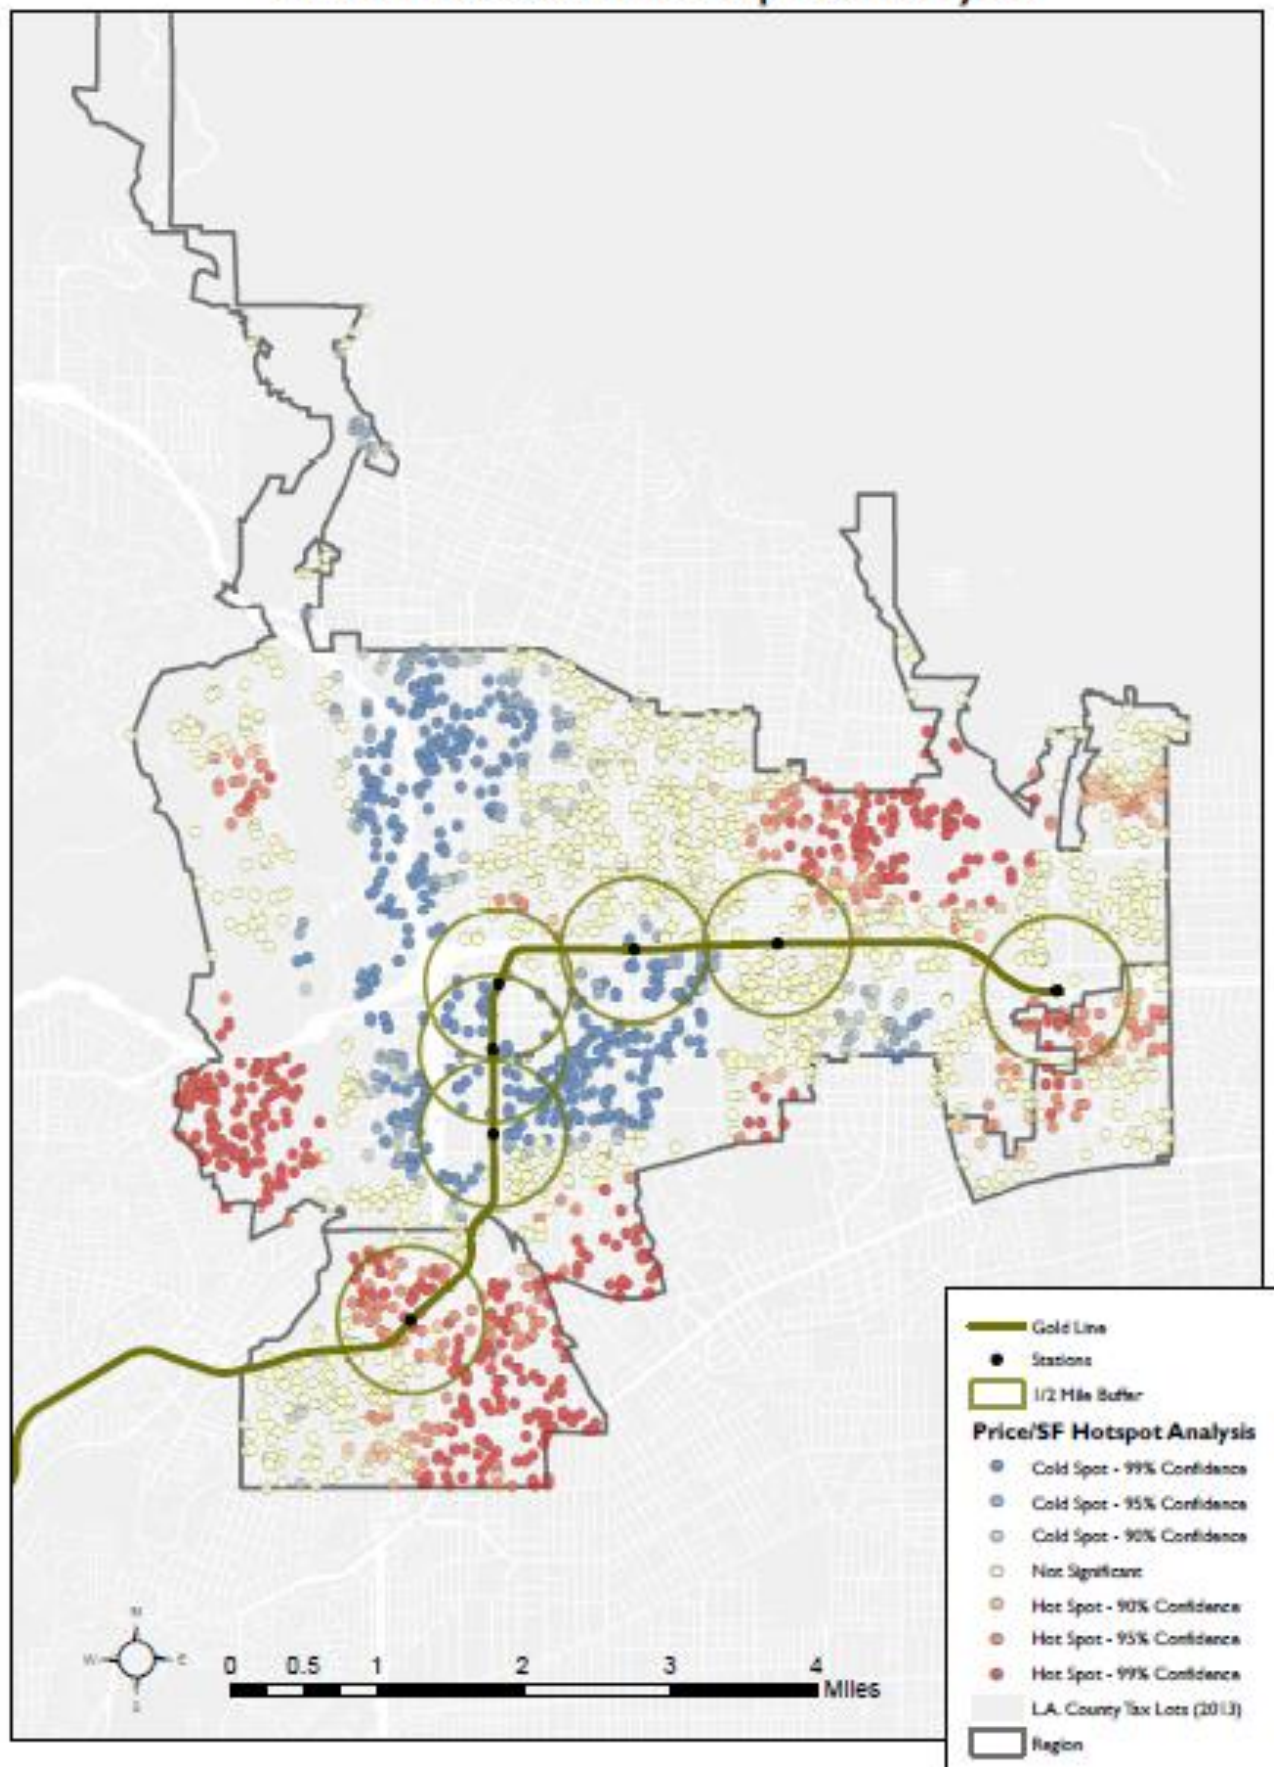 N
W E
S
0 0.5 1 2 3 4
Miles
Gold Line
Stations
1/2 Mile Buffer
Price/SF Hotspot Analysis
Cold Spot - 99% Confidence
Cold Spot - 95% Confidence
Cold Spot - 90% Confidence
Not Significant
Hot Spot - 90% Confidence
Hot Spot - 95% Confidence
Hot Spot - 99% Confidence
L.A. County Tax Lots (2013)
Region